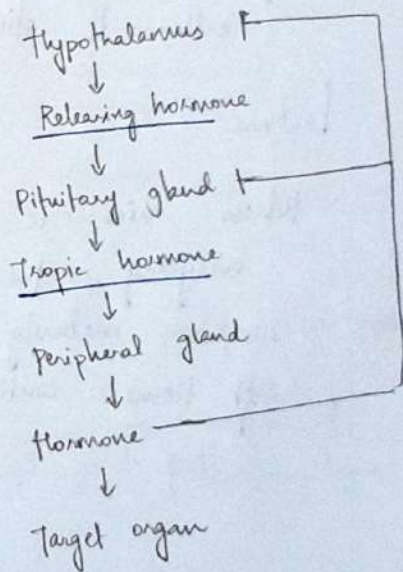 Hypothalamus
↓
Releasing hormone
↓
Pituitary gland
↓
Tropic hormone
↓
Peripheral gland
↓
Hormone
↓
Target organ